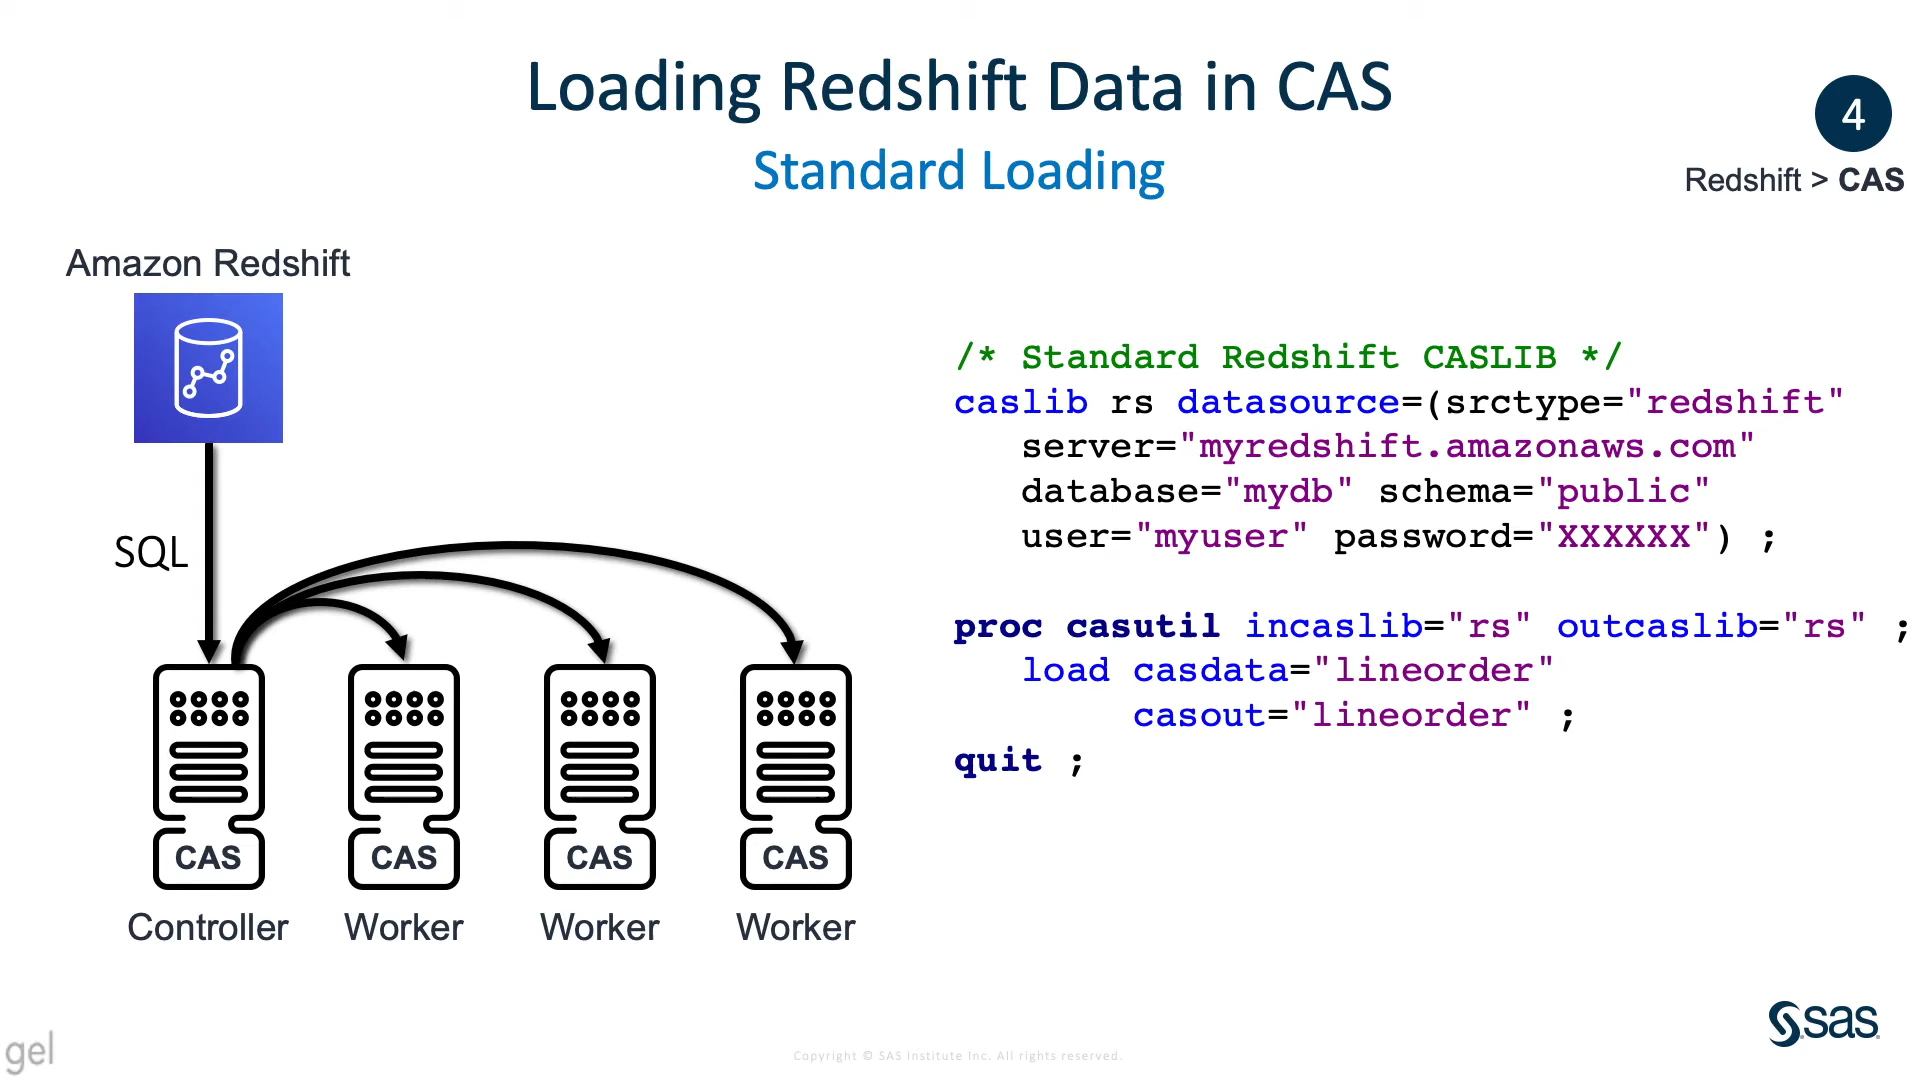 Loading Redshift Data in CAS
Standard Loading
4
Redshift > CAS
Amazon Redshift
SQL
CAS
CAS
CAS
CAS
Controller
Worker
Worker
Worker
/* Standard Redshift CASLIB */
caslib rs datasource=(srctype="redshift"
server="myredshift.amazonaws.com"
database="mydb" schema="public"
user="myuser" password="XXXXXX") ;
proc casutil incaslib="rs" outcaslib="rs" ;
load casdata="lineorder"
casout="lineorder" ;
quit ;
gel
Copyright © SAS Institute Inc. All rights reserved.
sas